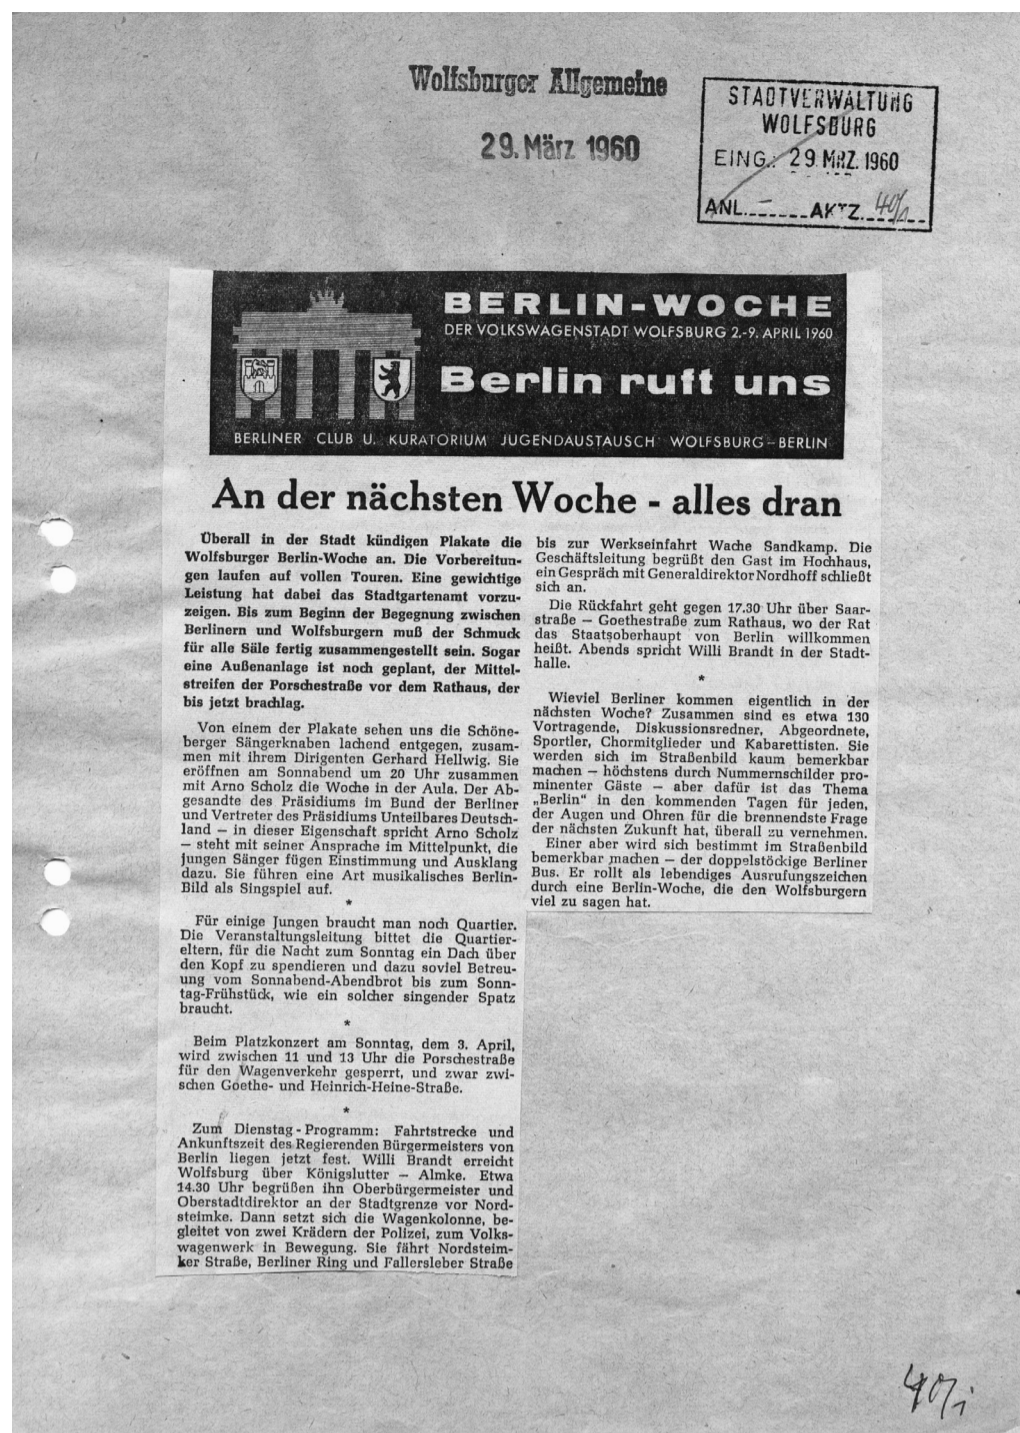 Wolfsburger Allgemeine
29. März 1960
STADTVERWALTUNG
WOLFSBURG
EING.: 29. MRZ. 1960
ANL. – AKTZ. 40/1
BERLIN-WOCHE
DER VOLKSWAGENSTADT WOLFSBURG 2.-9. APRIL 1960
Berlin ruft uns
BERLINER CLUB U. KURATORIUM JUGENDAUSTAUSCH WOLFSBURG – BERLIN
An der nächsten Woche - alles dran
Überall in der Stadt kündigen Plakate die
Wolfsburger Berlin-Woche an. Die Vorbereitun-
gen laufen auf vollen Touren. Eine gewichtige
Leistung hat dabei das Stadtgartenamt vorzu-
zeigen. Bis zum Beginn der Begegnung zwischen
Berlinern und Wolfsburgern muß der Schmuck
für alle Säle fertig zusammengestellt sein. Sogar
eine Außenanlage ist noch geplant, der Mittel-
streifen der Porschestraße vor dem Rathaus, der
bis jetzt brachlag.
Von einem der Plakate sehen uns die Schöne-
berger Sängerknaben lachend entgegen, zusam-
men mit ihrem Dirigenten Gerhard Hellwig. Sie
eröffnen am Sonnabend um 20 Uhr zusammen
mit Arno Scholz die Woche in der Aula. Der Ab-
gesandte des Präsidiums im Bund der Berliner
und Vertreter des Präsidiums Unteilbares Deutsch-
land – in dieser Eigenschaft spricht Arno Scholz
– steht mit seiner Ansprache im Mittelpunkt, die
jungen Sänger fügen Einstimmung und Ausklang
dazu. Sie führen eine Art musikalisches Berlin-
Bild als Singspiel auf.
*
Für einige Jungen braucht man noch Quartier.
Die Veranstaltungsleitung bittet die Quartier-
eltern, für die Nacht zum Sonntag ein Dach über
den Kopf zu spendieren und dazu soviel Betreu-
ung vom Sonnabend-Abendbrot bis zum Sonn-
tag-Frühstück, wie ein solcher singender Spatz
braucht.
*
Beim Platzkonzert am Sonntag, dem 3. April,
wird zwischen 11 und 13 Uhr die Porschestraße
für den Wagenverkehr gesperrt, und zwar zwi-
schen Goethe- und Heinrich-Heine-Straße.
*
Zum Dienstag-Programm: Fahrtstrecke und
Ankunftszeit des Regierenden Bürgermeisters von
Berlin liegen jetzt fest. Willi Brandt erreicht
Wolfsburg über Königslutter – Almke. Etwa
14.30 Uhr begrüßen ihn Oberbürgermeister und
Oberstadtdirektor an der Stadtgrenze vor Nord-
steimke. Dann setzt sich die Wagenkolonne, be-
gleitet von zwei Krädern der Polizei, zum Volks-
wagenwerk in Bewegung. Sie fährt Nordsteim-
ker Straße, Berliner Ring und Fallersleber Straße
bis zur Werkseinfahrt Wache Sandkamp. Die
Geschäftsleitung begrüßt den Gast im Hochhaus,
ein Gespräch mit Generaldirektor Nordhoff schließt
sich an.
Die Rückfahrt geht gegen 17.30 Uhr über Saar-
straße – Goethestraße zum Rathaus, wo der Rat
das Staatsoberhaupt von Berlin willkommen
heißt. Abends spricht Willi Brandt in der Stadt-
halle.
*
Wieviel Berliner kommen eigentlich in der
nächsten Woche? Zusammen sind es etwa 130
Vortragende, Diskussionsredner, Abgeordnete,
Sportler, Chormitglieder und Kabarettisten. Sie
werden sich im Straßenbild kaum bemerkbar
machen – höchstens durch Nummernschilder pro-
minenter Gäste – aber dafür ist das Thema
„Berlin“ in den kommenden Tagen für jeden,
der Augen und Ohren für die brennendste Frage
der nächsten Zukunft hat, überall zu vernehmen.
Einer aber wird sich bestimmt im Straßenbild
bemerkbar machen – der doppelstöckige Berliner
Bus. Er rollt als lebendiges Ausrufungszeichen
durch eine Berlin-Woche, die den Wolfsburgern
viel zu sagen hat.
40/1